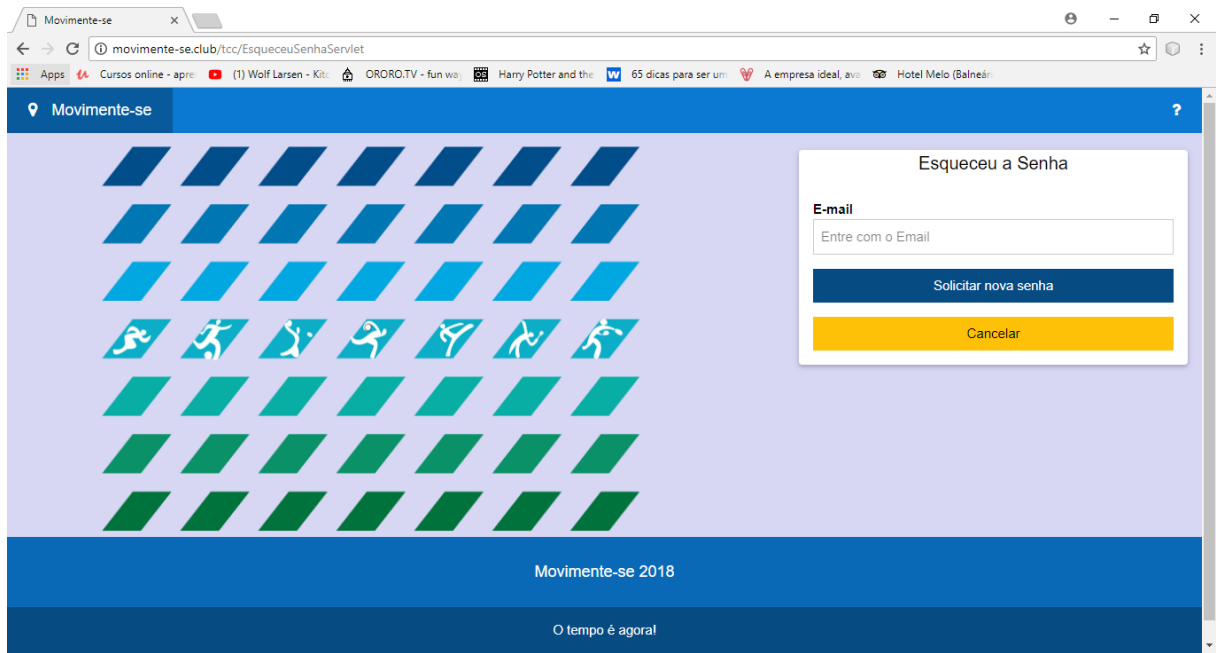 Movimente-se
movimente-se.club/tcc/EsqueceuSenhaServlet
Apps Cursos online - apre (1) Wolf Larsen - Kitc ORORO.TV - fun way Harry Potter and the 65 dicas para ser um A empresa ideal, ava Hotel Melo (Balneár
Movimente-se ?
Esqueceu a Senha
E-mail
Entre com o Email
Solicitar nova senha
Cancelar
Movimente-se 2018
O tempo é agora!